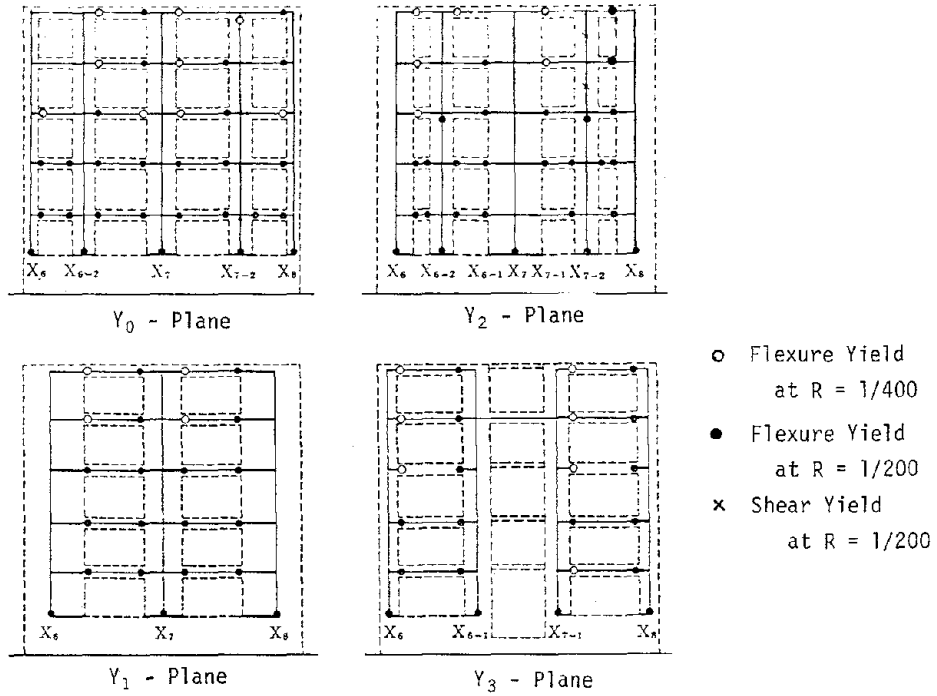 X₆ X₆₋₂ X₇ X₇₋₂ X₈
Y₀ - Plane
X₆ X₆₋₂ X₆₋₁ X₇ X₇₋₁ X₇₋₂ X₈
Y₂ - Plane
X₆ X₇ X₈
Y₁ - Plane
X₆ X₆₋₁ X₇₋₁ X₈
Y₃ - Plane
○ Flexure Yield
at R = 1/400
● Flexure Yield
at R = 1/200
× Shear Yield
at R = 1/200